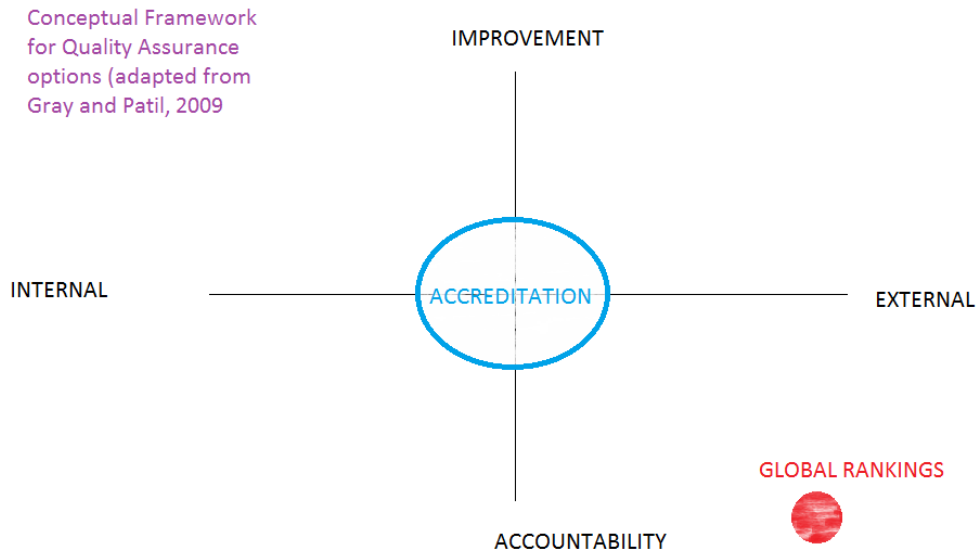 Conceptual Framework
for Quality Assurance
options (adapted from
Gray and Patil, 2009
IMPROVEMENT
INTERNAL
ACCREDITATION
EXTERNAL
GLOBAL RANKINGS
ACCOUNTABILITY